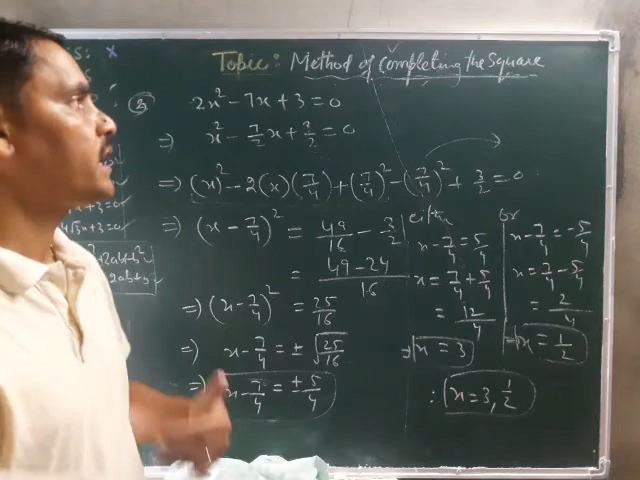 Topic: Method of Completing the Square
② 2x² - 7x + 3 = 0
⇒ x² - 7/2 x + 3/2 = 0
⇒ (x)² - 2(x)(7/4) + (7/4)² - (7/4)² + 3/2 = 0
⇒ (x - 7/4)² = 49/16 - 3/2
= 49-24/16
⇒ (x - 7/4)² = 25/16
⇒ x - 7/4 = ± √25/16
⇒ x - 7/4 = ± 5/4
either
x - 7/4 = 5/4
x = 7/4 + 5/4
= 12/4
⇒ x = 3
or
x - 7/4 = -5/4
x = 7/4 - 5/4
= 2/4
⇒ x = 1/2
∴ x = 3, 1/2